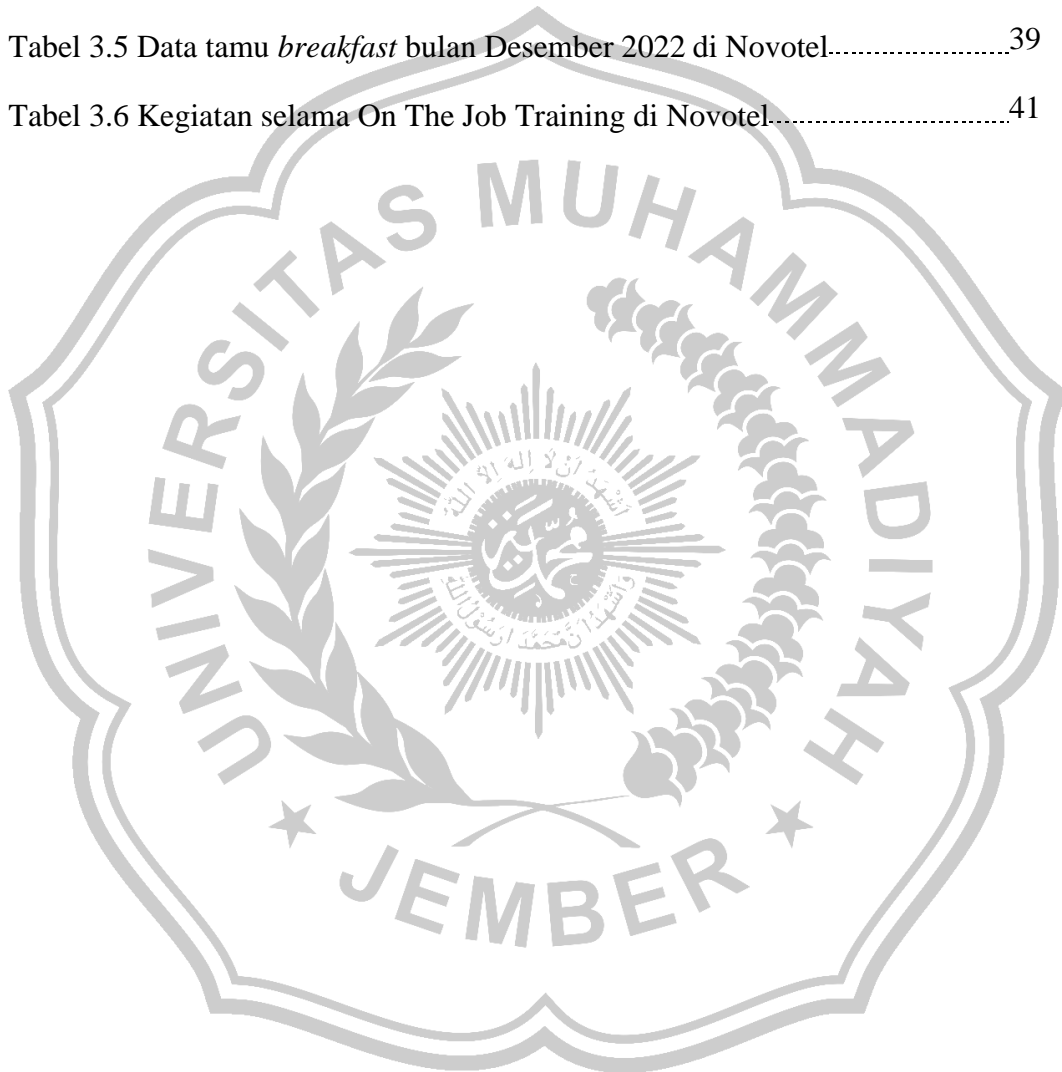 Tabel 3.5 Data tamu breakfast bulan Desember 2022 di Novotel.......................39
Tabel 3.6 Kegiatan selama On The Job Training di Novotel..............................41
UNIVERSITAS MUHAMMADIYAH
JEMBER